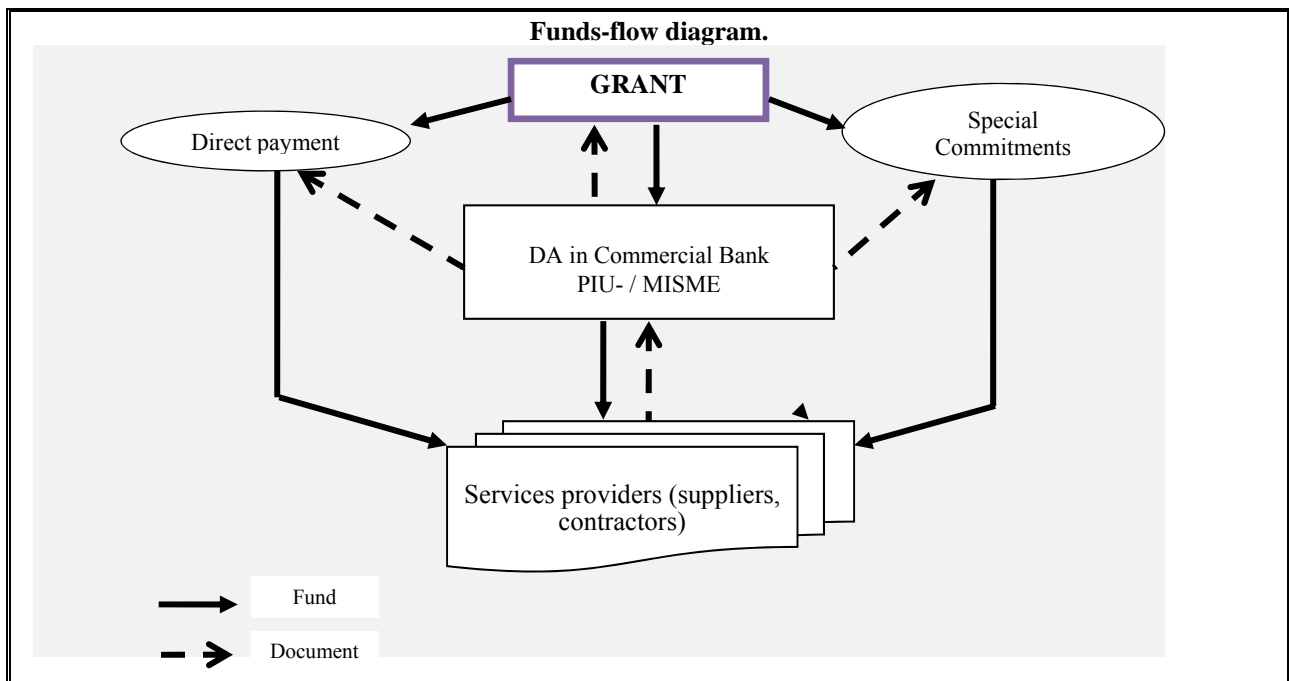 Funds-flow diagram.
GRANT
Direct payment
Special
Commitments
DA in Commercial Bank
PIU- / MISME
Services providers (suppliers,
contractors)
Fund
Document